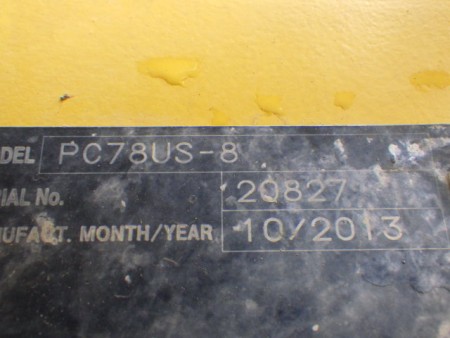 DEL PC78US-8
IAL No. 20827
UFACT. MONTH/YEAR 10/2013